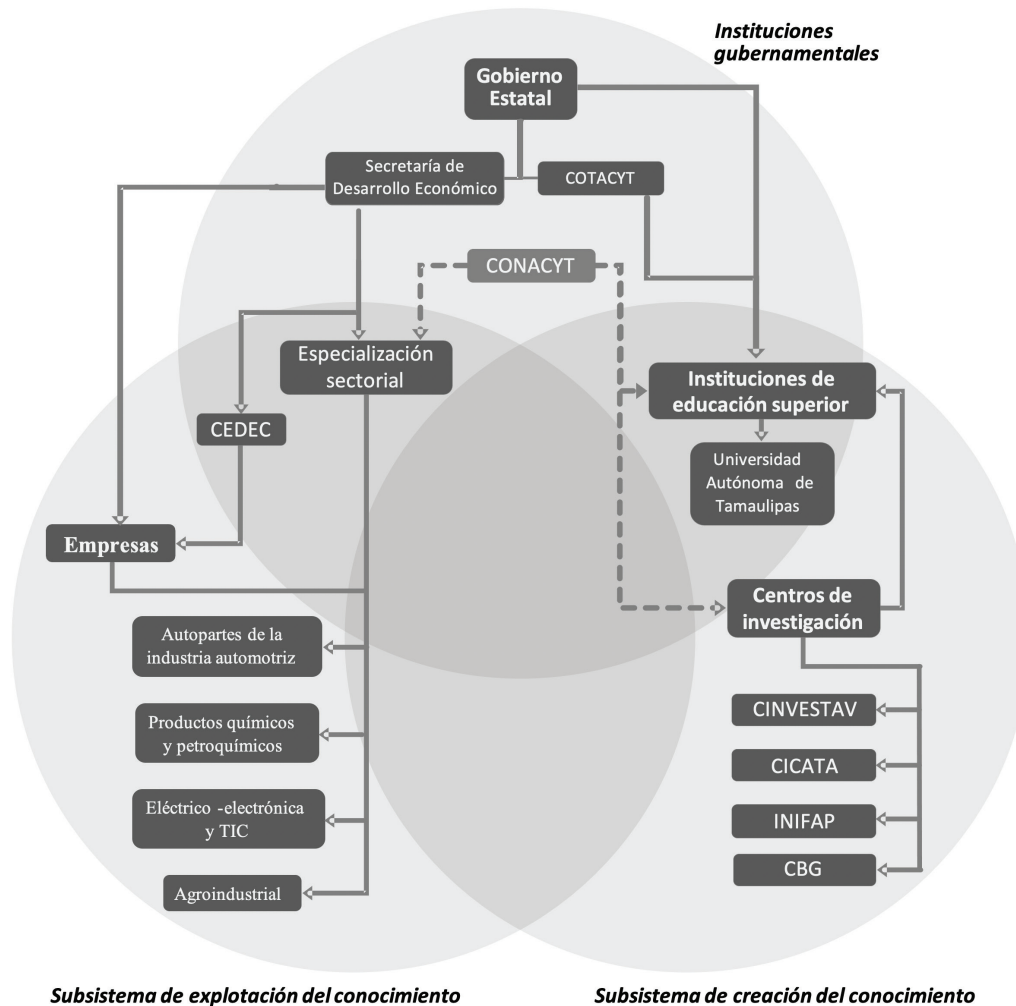 Instituciones
gubernamentales
Gobierno
Estatal
Secretaría de
Desarrollo Económico
COTACYT
CONACYT
Especialización
sectorial
Instituciones de
educación superior
CEDEC
Universidad
Autónoma de
Tamaulipas
Empresas
Centros de
investigación
Autopartes de la
industria automotriz
Productos químicos
y petroquímicos
Eléctrico -electrónica
y TIC
Agroindustrial
CINVESTAV
CICATA
INIFAP
CBG
Subsistema de explotación del conocimiento
Subsistema de creación del conocimiento